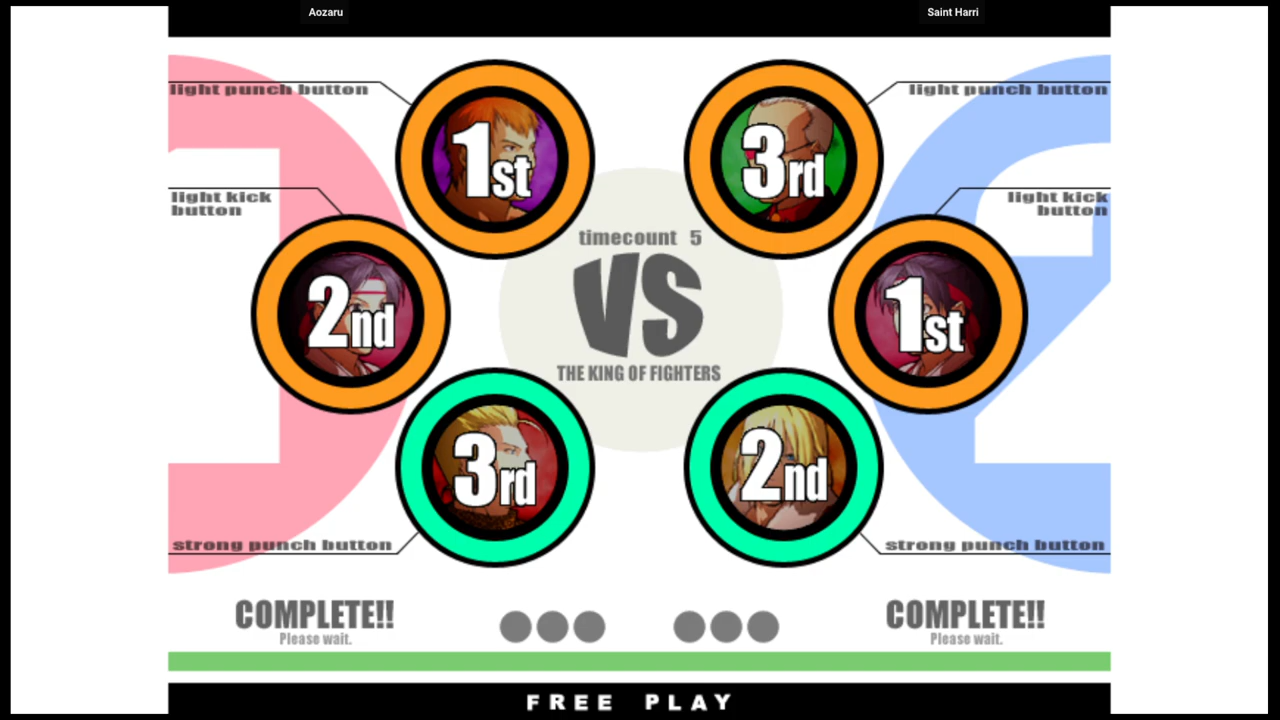 Aozaru
Saint Harri
light punch button
light punch button
1st
3rd
light kick
button
light kick
button
timecount 5
VS
THE KING OF FIGHTERS
2nd
1st
3rd
2nd
strong punch button
strong punch button
COMPLETE!!
Please wait.
COMPLETE!!
Please wait.
FREE PLAY